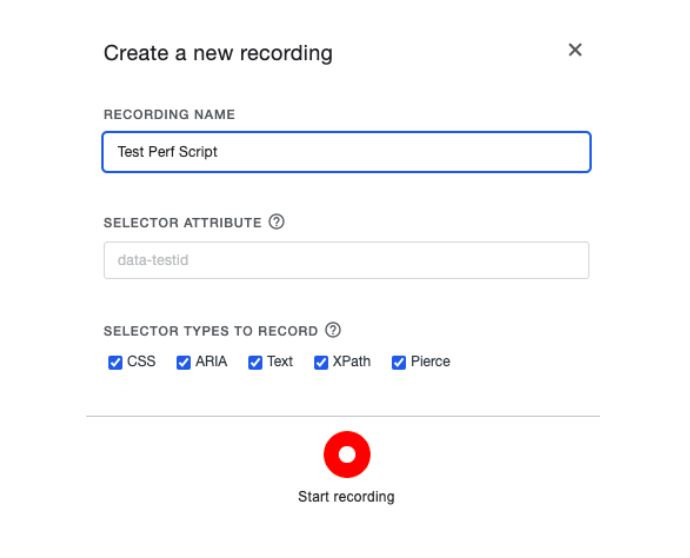 Create a new recording
RECORDING NAME
Test Perf Script
SELECTOR ATTRIBUTE
data-testid
SELECTOR TYPES TO RECORD
CSS ARIA Text XPath Pierce
Start recording